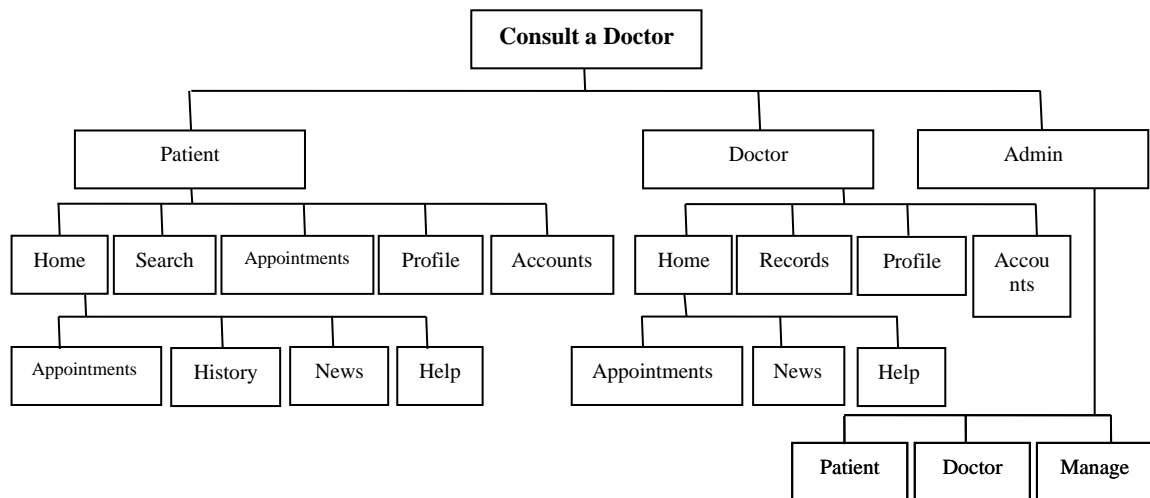 Consult a Doctor
Patient
Doctor
Admin
Home
Search
Appointments
Profile
Accounts
Home
Records
Profile
Accou
nts
Appointments
History
News
Help
Appointments
News
Help
Patient
Doctor
Manage